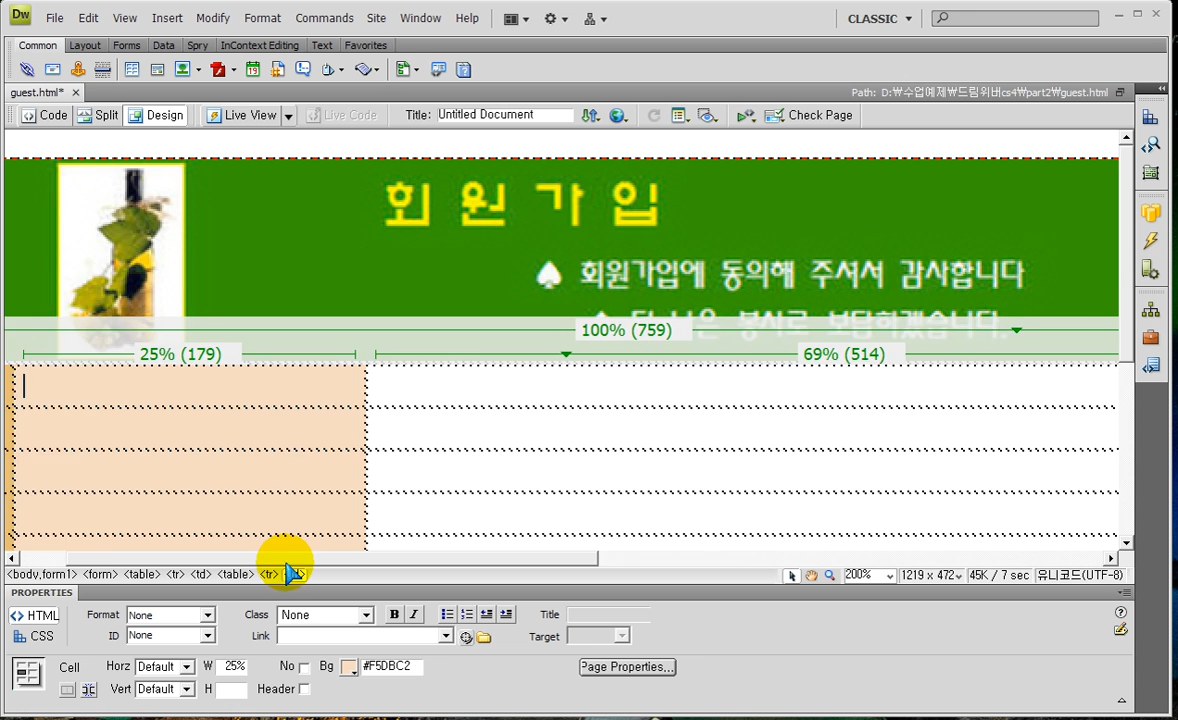 Dw File Edit View Insert Modify Format Commands Site Window Help CLASSIC
Common Layout Forms Data Spry InContext Editing Text Favorites
guest.html* Path: D:￦수업예제￦드림위버cs4￦part2￦guest.html
Code Split Design Live View Live Code Title: Untitled Document Check Page
회 원 가 입
회원가입에 동의해 주셔서 감사합니다
100% (759)
25% (179) 69% (514)
<body,form1> <form> <table> <tr> <td> <table> <tr> 200% 1219 x 472 45K / 7 sec 유니코드(UTF-8)
PROPERTIES
HTML Format None Class None B I Title
CSS ID None Link Target
Cell Horz Default W 25% No Bg #F5DBC2 Page Properties...
Vert Default H Header